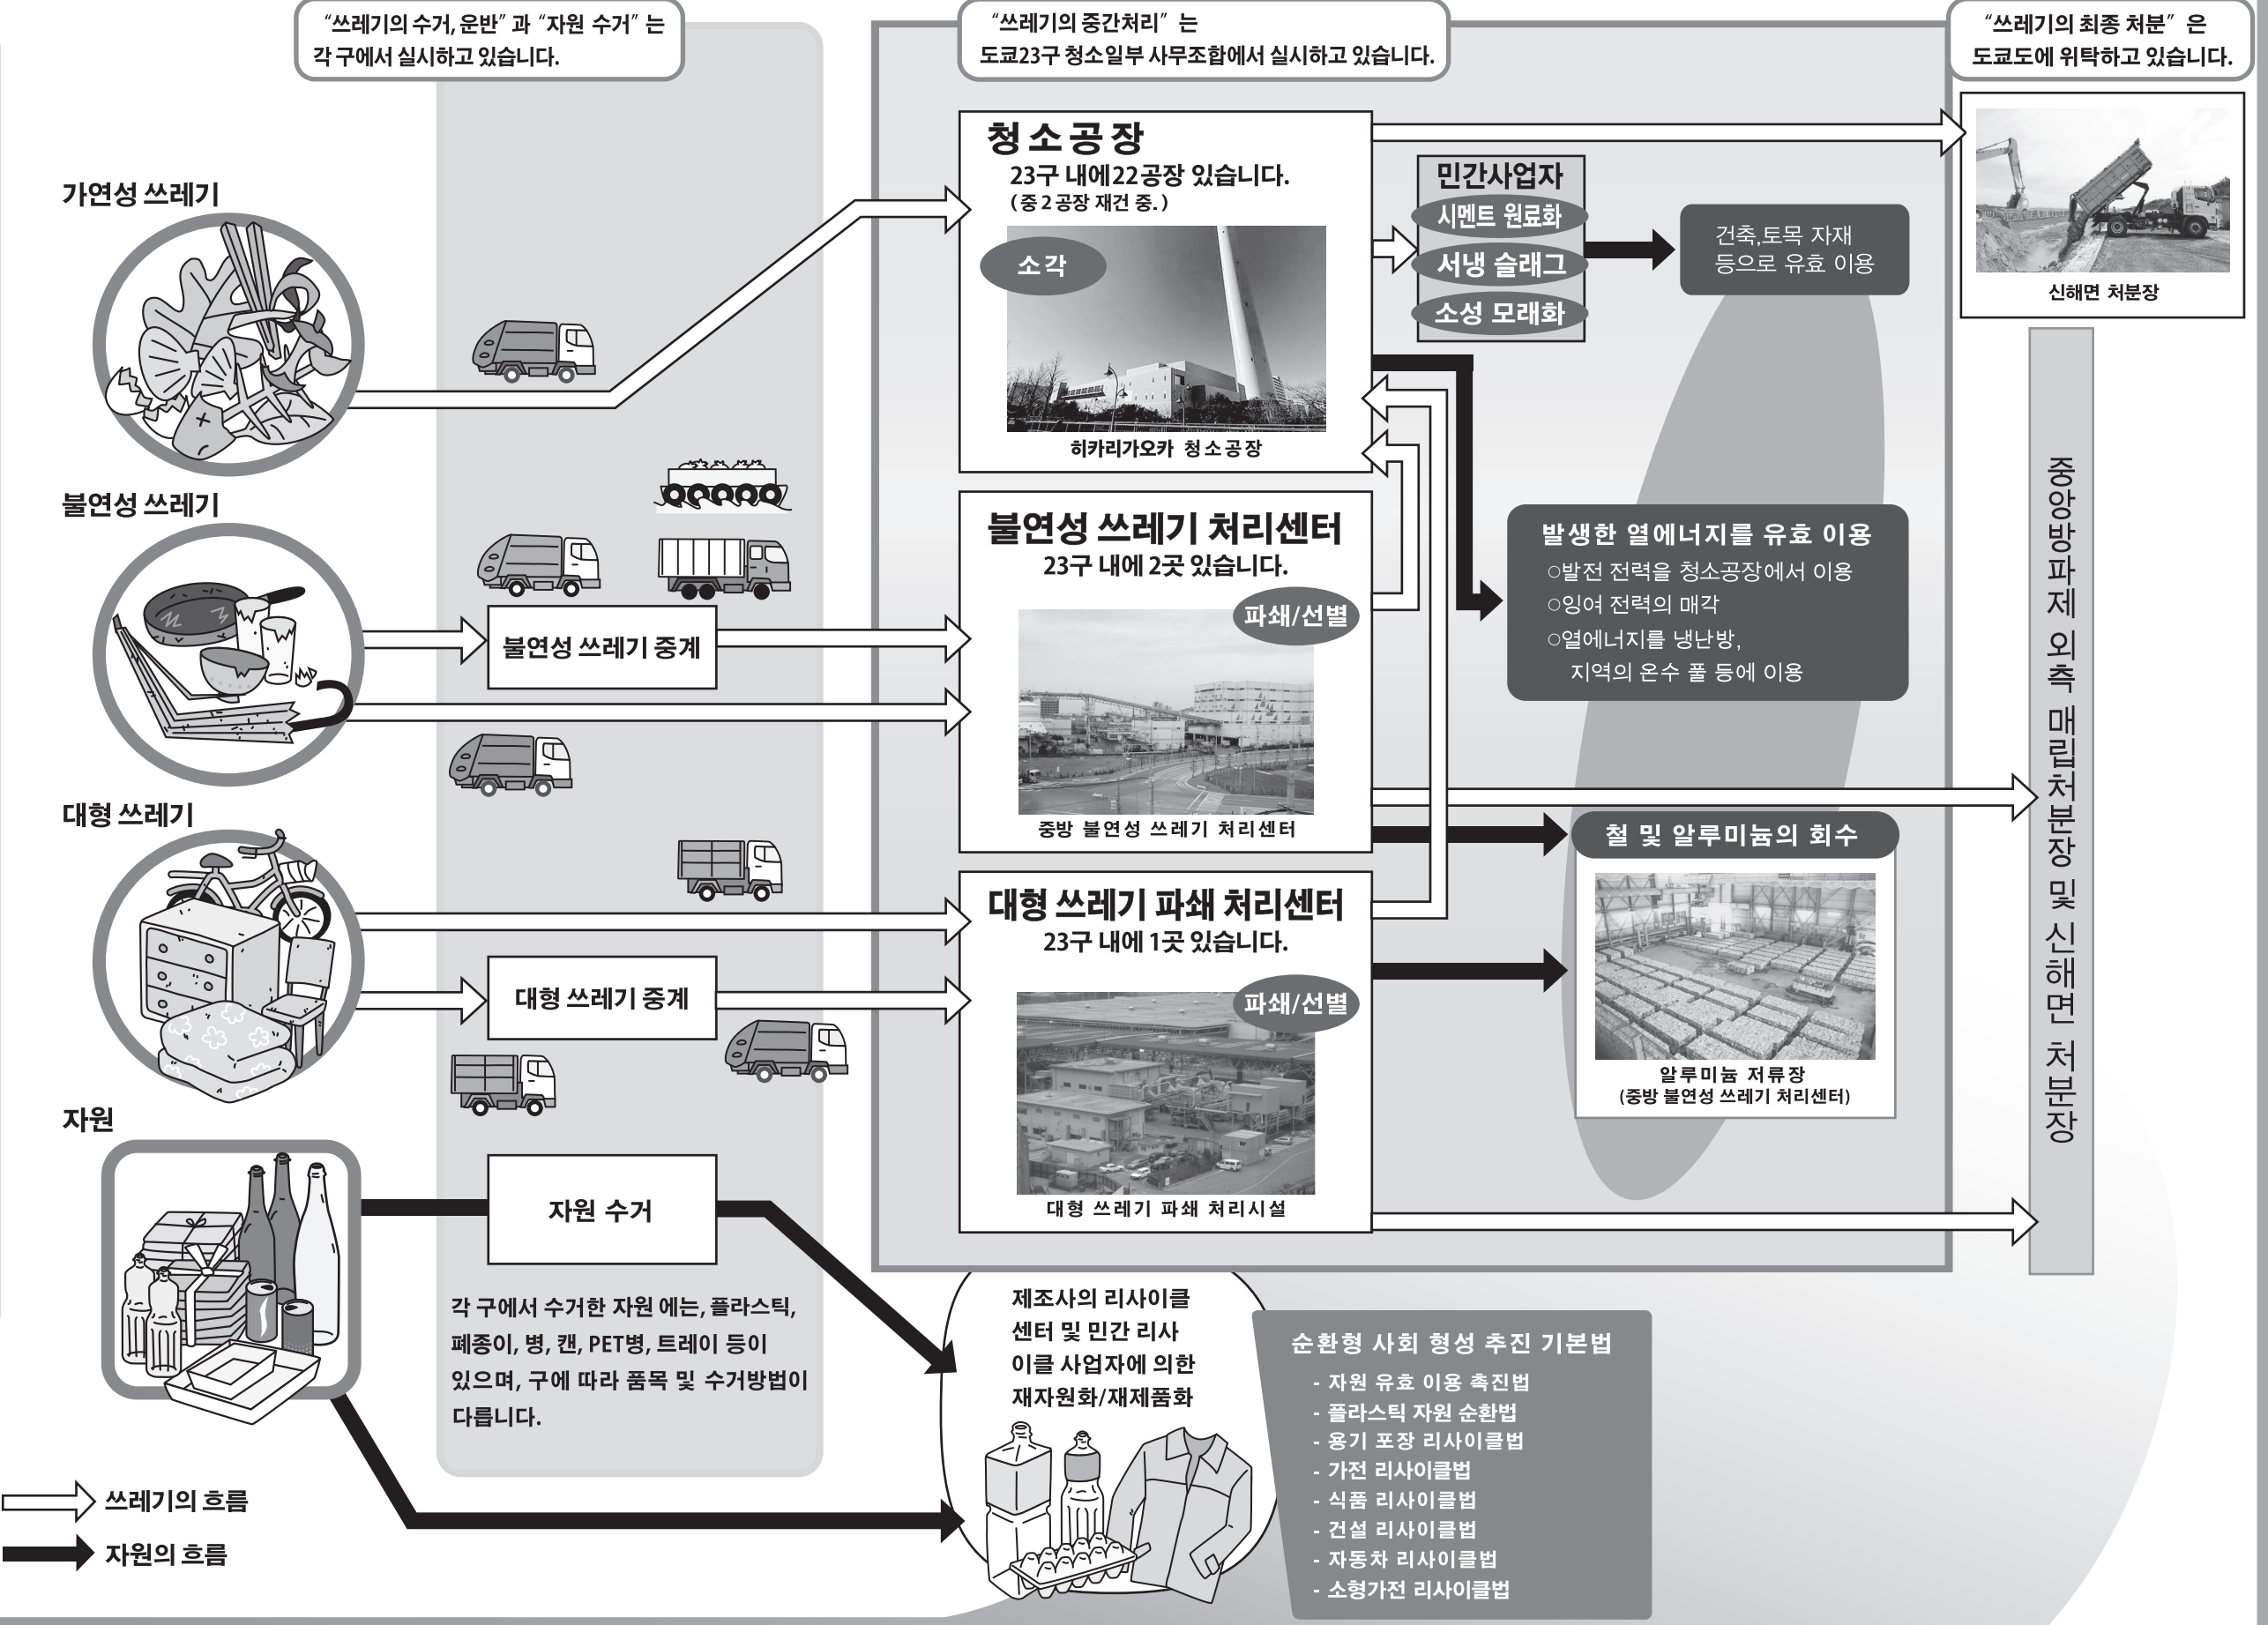 “쓰레기의 수거, 운반” 과 “자원 수거” 는
각 구에서 실시하고 있습니다.
“쓰레기의 중간처리” 는
도쿄23구 청소일부 사무조합에서 실시하고 있습니다.
“쓰레기의 최종 처분” 은
도쿄도에 위탁하고 있습니다.
가연성 쓰레기
불연성 쓰레기
대형 쓰레기
자원
불연성 쓰레기 중계
대형 쓰레기 중계
자원 수거
각 구에서 수거한 자원 에는, 플라스틱,
폐종이, 병, 캔, PET병, 트레이 등이
있으며, 구에 따라 품목 및 수거방법이
다릅니다.
쓰레기의 흐름
자원의 흐름
청소공장
23구 내에22공장 있습니다.
(중 2 공장 재건 중. )
소각
히카리가오카 청소공장
불연성 쓰레기 처리센터
23구 내에 2곳 있습니다.
파쇄/선별
중방 불연성 쓰레기 처리센터
대형 쓰레기 파쇄 처리센터
23구 내에 1곳 있습니다.
파쇄/선별
대형 쓰레기 파쇄 처리시설
민간사업자
시멘트 원료화
서냉 슬래그
소성 모래화
건축,토목 자재
등으로 유효 이용
발생한 열에너지를 유효 이용
○발전 전력을 청소공장에서 이용
○잉여 전력의 매각
○열에너지를 냉난방,
지역의 온수 풀 등에 이용
철 및 알루미늄의 회수
알루미늄 저류장
(중방 불연성 쓰레기 처리센터)
신해면 처분장
중앙방파제 외측 매립처분장 및 신해면 처분장
제조사의 리사이클
센터 및 민간 리사
이클 사업자에 의한
재자원화/재제품화
순환형 사회 형성 추진 기본법
- 자원 유효 이용 촉진법
- 플라스틱 자원 순환법
- 용기 포장 리사이클법
- 가전 리사이클법
- 식품 리사이클법
- 건설 리사이클법
- 자동차 리사이클법
- 소형가전 리사이클법